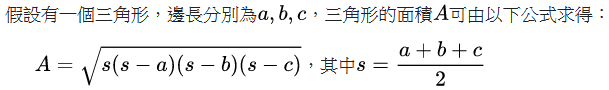 假設有一個三角形,邊長分別為a, b, c,三角形的面積A可由以下公式求得:
A = √(s(s − a)(s − b)(s − c)),其中s = (a + b + c)/2